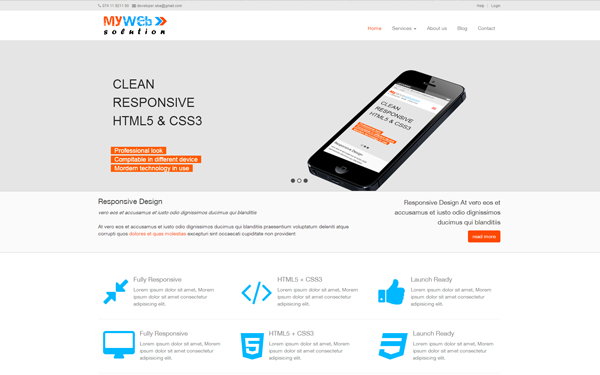 Help | Login
MYWEb
solution
Home Services About us Blog Contact
CLEAN
RESPONSIVE
HTML5 & CSS3
Professional look
Compitable in different device
Mordern technology in use
MY
CLEAN
RESPONSIVE
HTML5 & CSS3
Responsive Design
Responsive Design
vero eos et accusamus et iusto odio dignissimos ducimus qui blanditiis
At vero eos et accusamus et iusto odio dignissimos ducimus qui blanditiis praesentium voluptatum deleniti atque
corrupti quos dolores et quas molestias excepturi sint occaecati cupiditate non provident
Responsive Design At vero eos et
accusamus et iusto odio dignissimos
ducimus qui blanditiis
read more
Fully Responsive
Lorem ipsum dolor sit amet, Morem
ipsum dolor sit amet consectetur
adipiscing elit.
HTML5 + CSS3
Lorem ipsum dolor sit amet, Morem
ipsum dolor sit amet consectetur
adipiscing elit.
Launch Ready
Lorem ipsum dolor sit amet, Morem
ipsum dolor sit amet consectetur
adipiscing elit.
Fully Responsive
Lorem ipsum dolor sit amet, Morem
ipsum dolor sit amet consectetur
adipiscing elit.
HTML5 + CSS3
Lorem ipsum dolor sit amet, Morem
ipsum dolor sit amet consectetur
adipiscing elit.
Launch Ready
Lorem ipsum dolor sit amet, Morem
ipsum dolor sit amet consectetur
adipiscing elit.